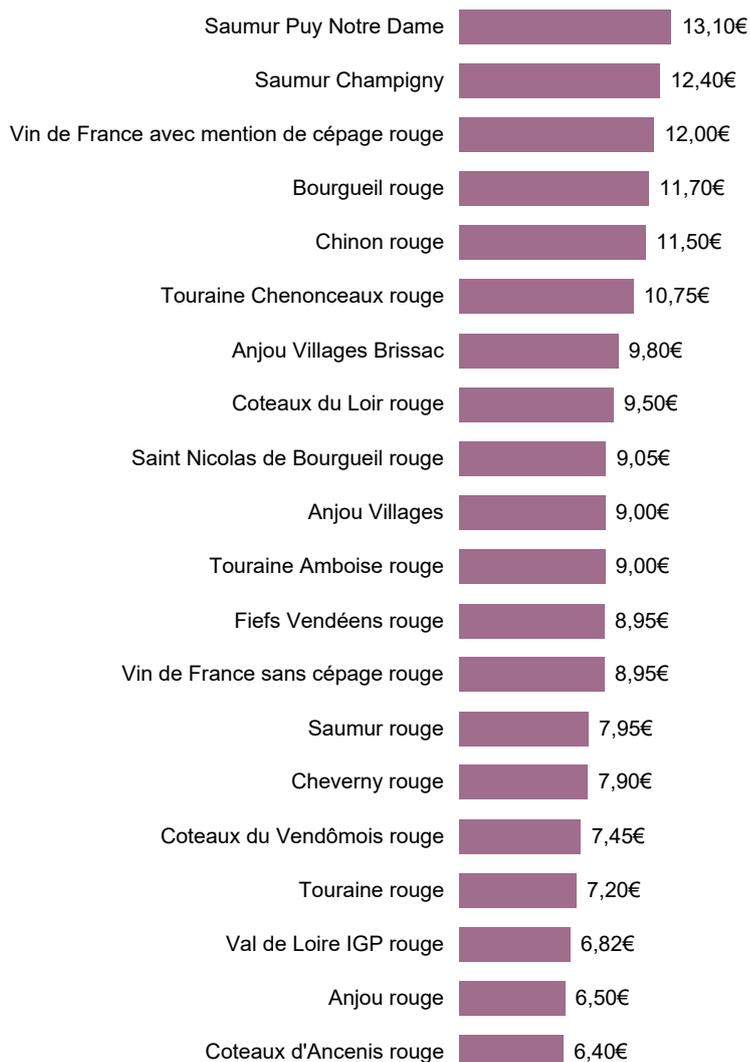 Saumur Puy Notre Dame 13,10€
Saumur Champigny 12,40€
Vin de France avec mention de cépage rouge 12,00€
Bourgueil rouge 11,70€
Chinon rouge 11,50€
Touraine Chenonceaux rouge 10,75€
Anjou Villages Brissac 9,80€
Coteaux du Loir rouge 9,50€
Saint Nicolas de Bourgueil rouge 9,05€
Anjou Villages 9,00€
Touraine Amboise rouge 9,00€
Fiefs Vendéens rouge 8,95€
Vin de France sans cépage rouge 8,95€
Saumur rouge 7,95€
Cheverny rouge 7,90€
Coteaux du Vendômois rouge 7,45€
Touraine rouge 7,20€
Val de Loire IGP rouge 6,82€
Anjou rouge 6,50€
Coteaux d'Ancenis rouge 6,40€